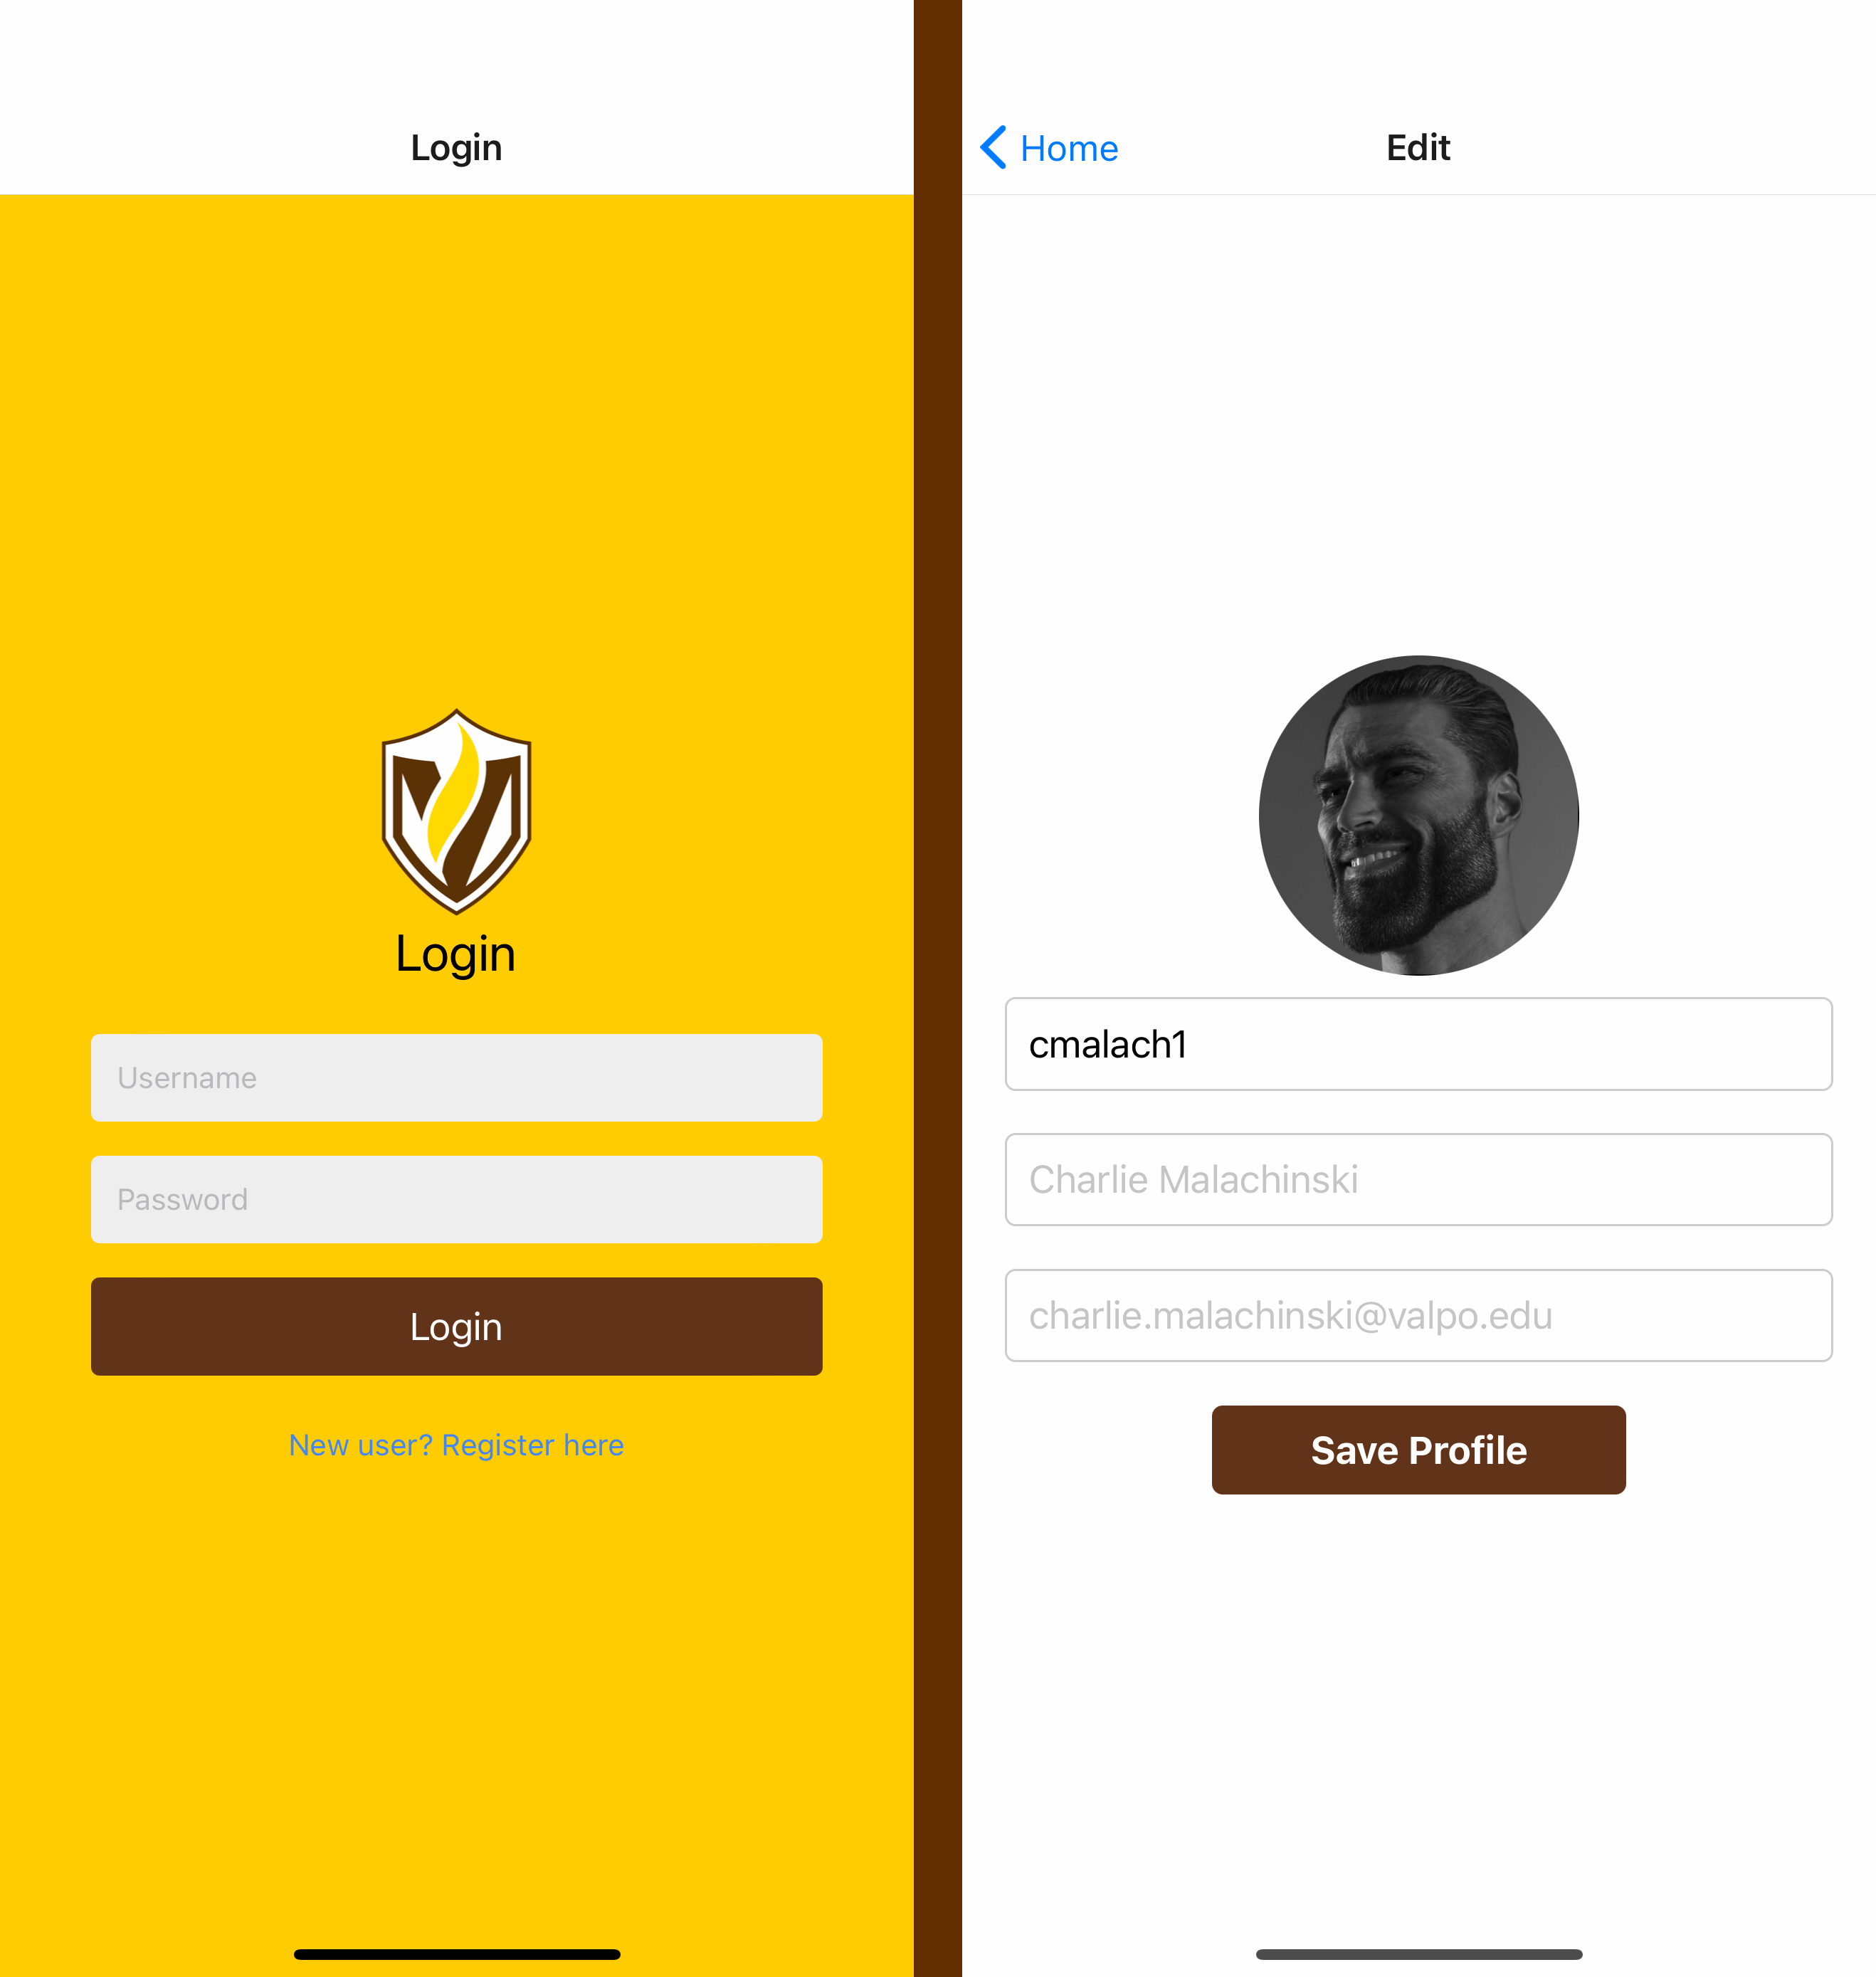 Login
Login
Username
Password
Login
New user? Register here
Home
Edit
cmalach1
Charlie Malachinski
charlie.malachinski@valpo.edu
Save Profile